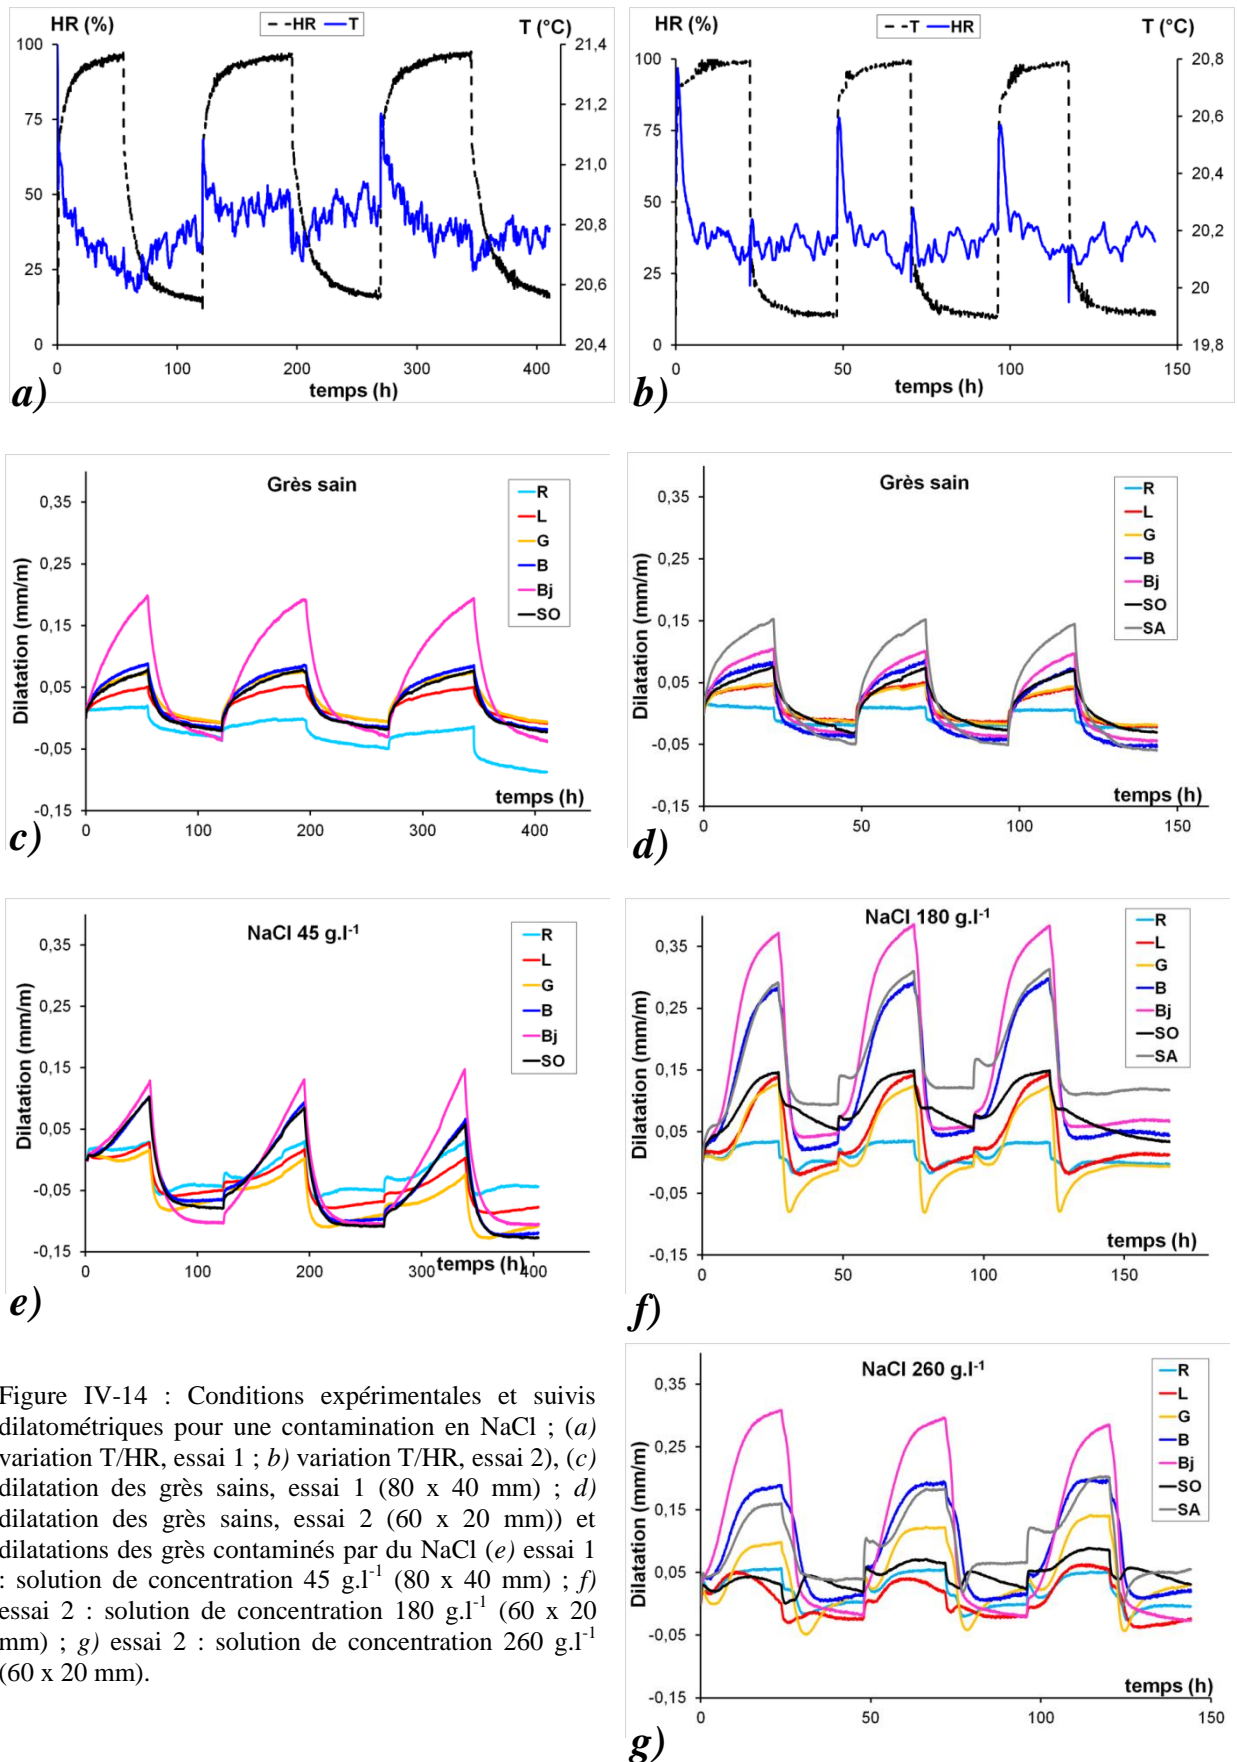 HR (%)
- - -HR —T
T (°C)
100
75
50
25
0
21,4
21,2
21,0
20,8
20,6
20,4
0
100
200
300
400
temps (h)
a)
HR (%)
- - T —HR
T (°C)
100
75
50
25
0
20,8
20,6
20,4
20,2
20
19,8
0
50
100
150
temps (h)
b)
Grès sain
Dilatation (mm/m)
0,35
0,25
0,15
0,05
-0,05
-0,15
R
L
G
B
Bj
SO
temps (h)
0
100
200
300
400
c)
Grès sain
Dilatation (mm/m)
0,35
0,25
0,15
0,05
-0,05
-0,15
R
L
G
B
Bj
SO
SA
temps (h)
0
50
100
150
d)
NaCl 45 g.l-1
Dilatation (mm/m)
0,35
0,25
0,15
0,05
-0,05
-0,15
R
L
G
B
Bj
SO
temps (h)
0
100
200
300
400
e)
NaCl 180 g.l-1
Dilatation (mm/m)
0,35
0,25
0,15
0,05
-0,05
-0,15
R
L
G
B
Bj
SO
SA
temps (h)
0
50
100
150
f)
Figure IV-14 : Conditions expérimentales et suivis
dilatométriques pour une contamination en NaCl ; (a)
variation T/HR, essai 1 ; b) variation T/HR, essai 2), (c)
dilatation des grès sains, essai 1 (80 x 40 mm) ; d)
dilatation des grès sains, essai 2 (60 x 20 mm)) et
dilatations des grès contaminés par du NaCl (e) essai 1
: solution de concentration 45 g.l-1 (80 x 40 mm) ; f)
essai 2 : solution de concentration 180 g.l-1 (60 x 20
mm) ; g) essai 2 : solution de concentration 260 g.l-1
(60 x 20 mm).
NaCl 260 g.l-1
Dilatation (mm/m)
0,35
0,25
0,15
0,05
-0,05
-0,15
R
L
G
B
Bj
SO
SA
temps (h)
0
50
100
150
g)